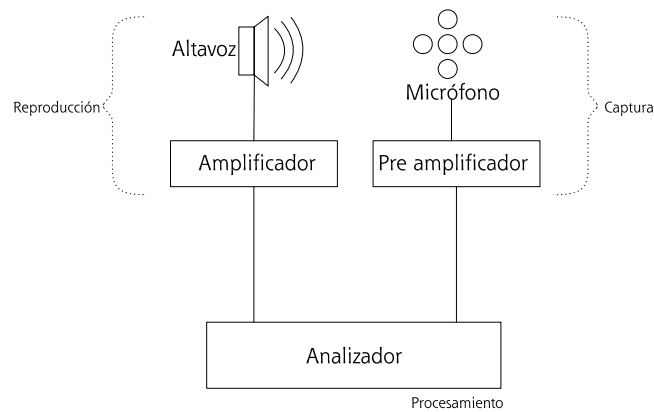 Altavoz
Micrófono
Reproducción
Captura
Amplificador
Pre amplificador
Analizador
Procesamiento